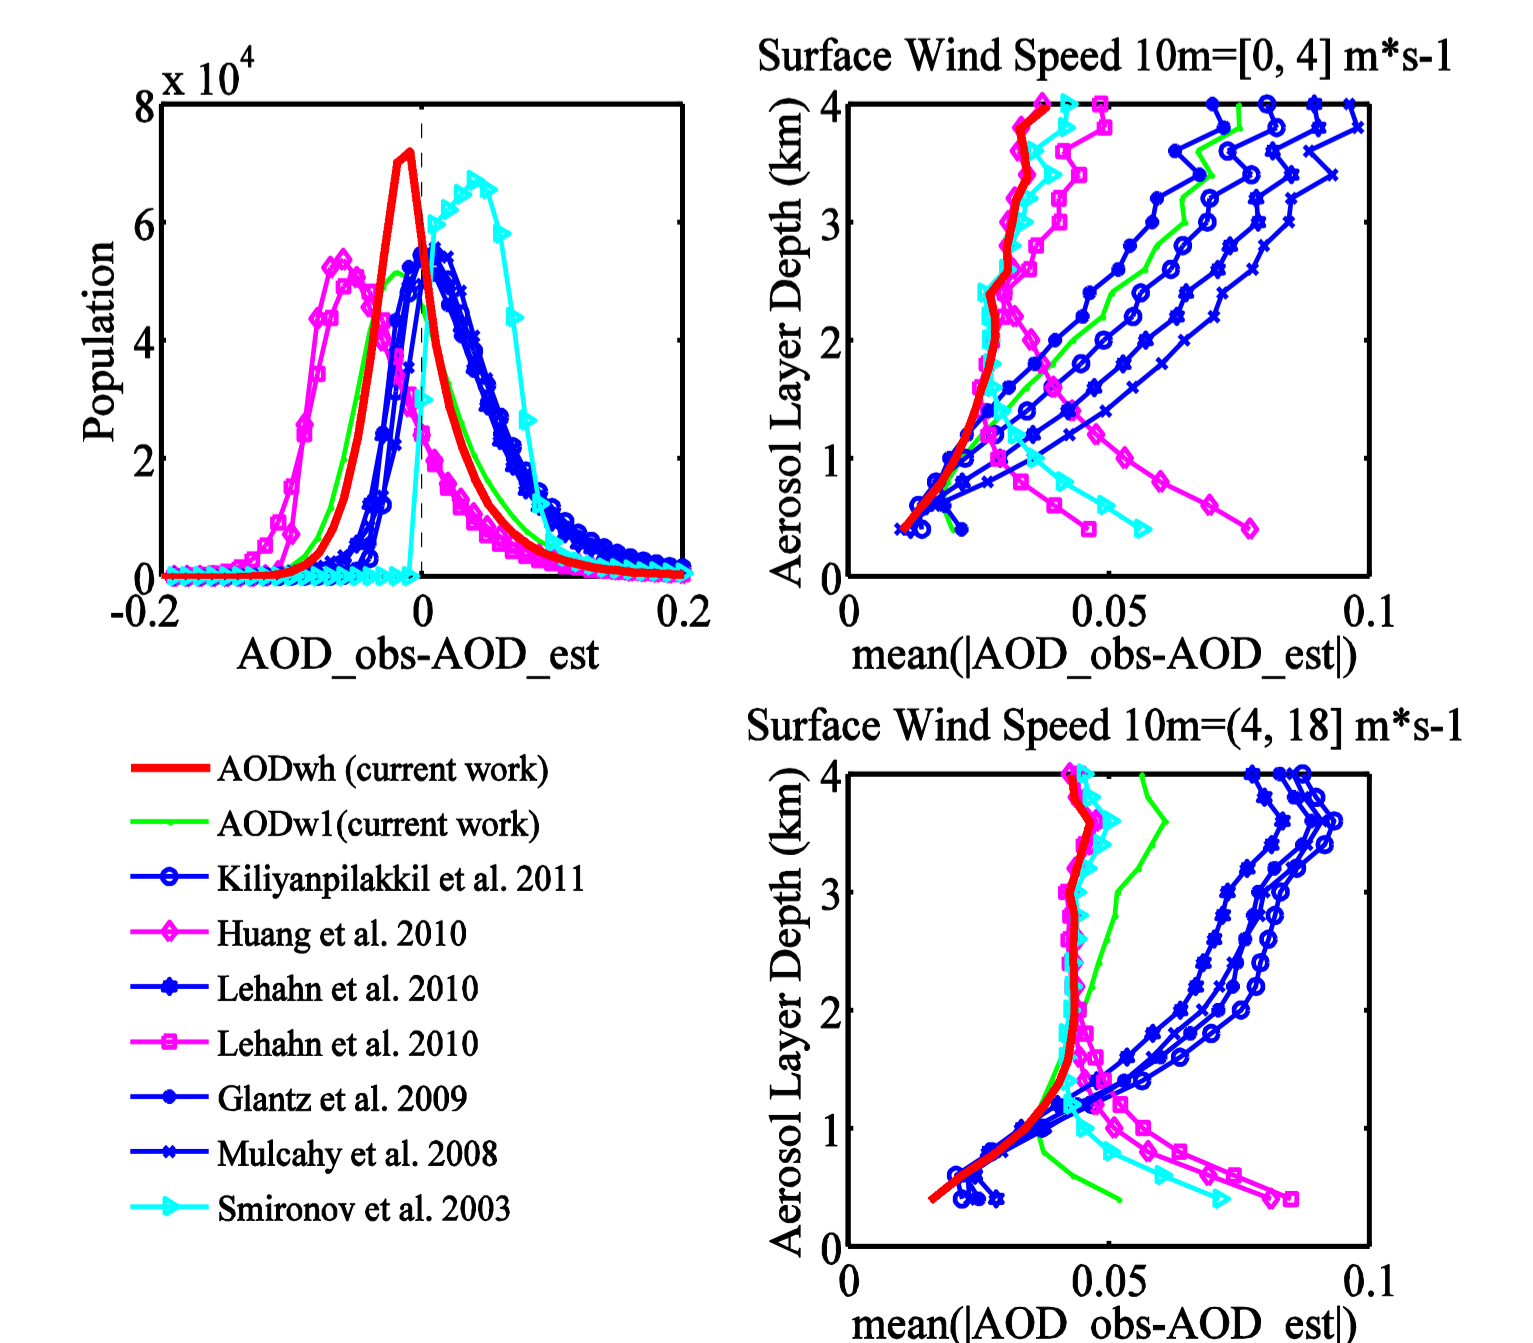 x 10^4
8
6
4
2
0
Population
-0.2
0
0.2
AOD_obs-AOD_est
Surface Wind Speed 10m=[0, 4] m*s-1
4
3
2
1
0
Aerosol Layer Depth (km)
0
0.05
0.1
mean(|AOD_obs-AOD_est|)
AODwh (current work)
AODw1(current work)
Kiliyanpilakkil et al. 2011
Huang et al. 2010
Lehahn et al. 2010
Lehahn et al. 2010
Glantz et al. 2009
Mulcahy et al. 2008
Smironov et al. 2003
Surface Wind Speed 10m=(4, 18] m*s-1
4
3
2
1
0
Aerosol Layer Depth (km)
0
0.05
0.1
mean(|AOD obs-AOD est|)